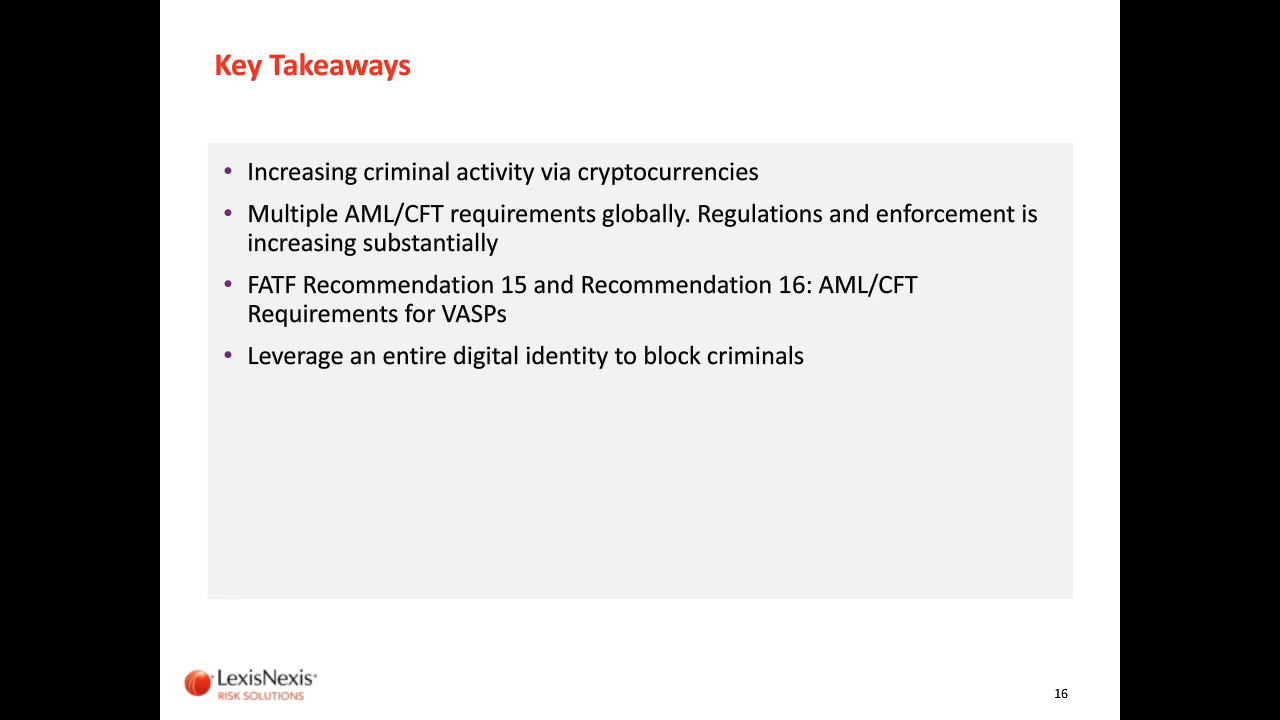 Key Takeaways
• Increasing criminal activity via cryptocurrencies
• Multiple AML/CFT requirements globally. Regulations and enforcement is
increasing substantially
• FATF Recommendation 15 and Recommendation 16: AML/CFT
Requirements for VASPs
• Leverage an entire digital identity to block criminals
LexisNexis®
RISK SOLUTIONS
16